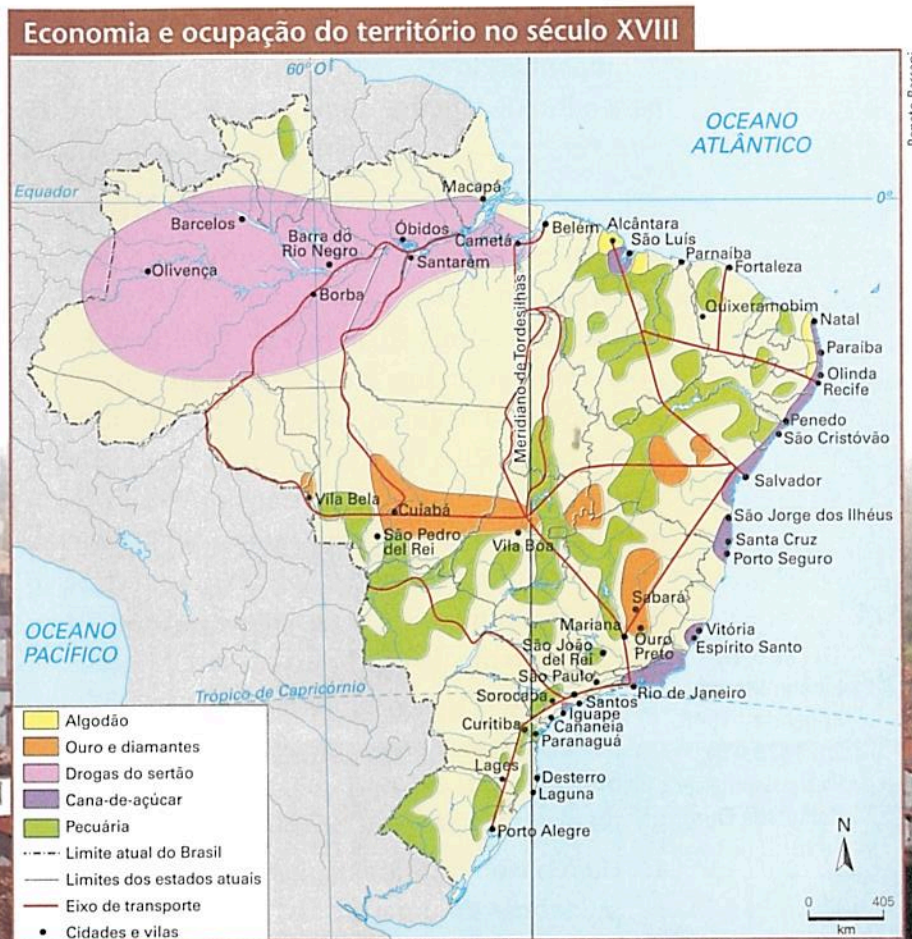 Economia e ocupação do território no século XVIII
60° O
OCEANO
ATLÂNTICO
Equador
0°
Macapá
Barcelos
Barra do
Rio Negro
Óbidos
Cametá
Belém
Alcântara
São Luís
Parnaíba
Fortaleza
Olivença
Santarém
Borba
Meridiano de Tordesilhas
Quixeramobim
Natal
Paraíba
Olinda
Recife
Penedo
São Cristóvão
Salvador
Vila Bela
Cuiabá
São Pedro
del Rei
Vila Boa
São Jorge dos Ilhéus
Santa Cruz
Porto Seguro
Sabará
Mariana
Ouro
Preto
Vitória
Espírito Santo
OCEANO
PACÍFICO
São João
del Rei
São Paulo
Trópico de Capricórnio
Sorocaba
Santos
Rio de Janeiro
Iguape
Cananéia
Curitiba
Paranaguá
Lages
Desterro
Laguna
Porto Alegre
Algodão
Ouro e diamantes
Drogas do sertão
Cana-de-açúcar
Pecuária
Limite atual do Brasil
Limites dos estados atuais
Eixo de transporte
Cidades e vilas
N
0 405
km